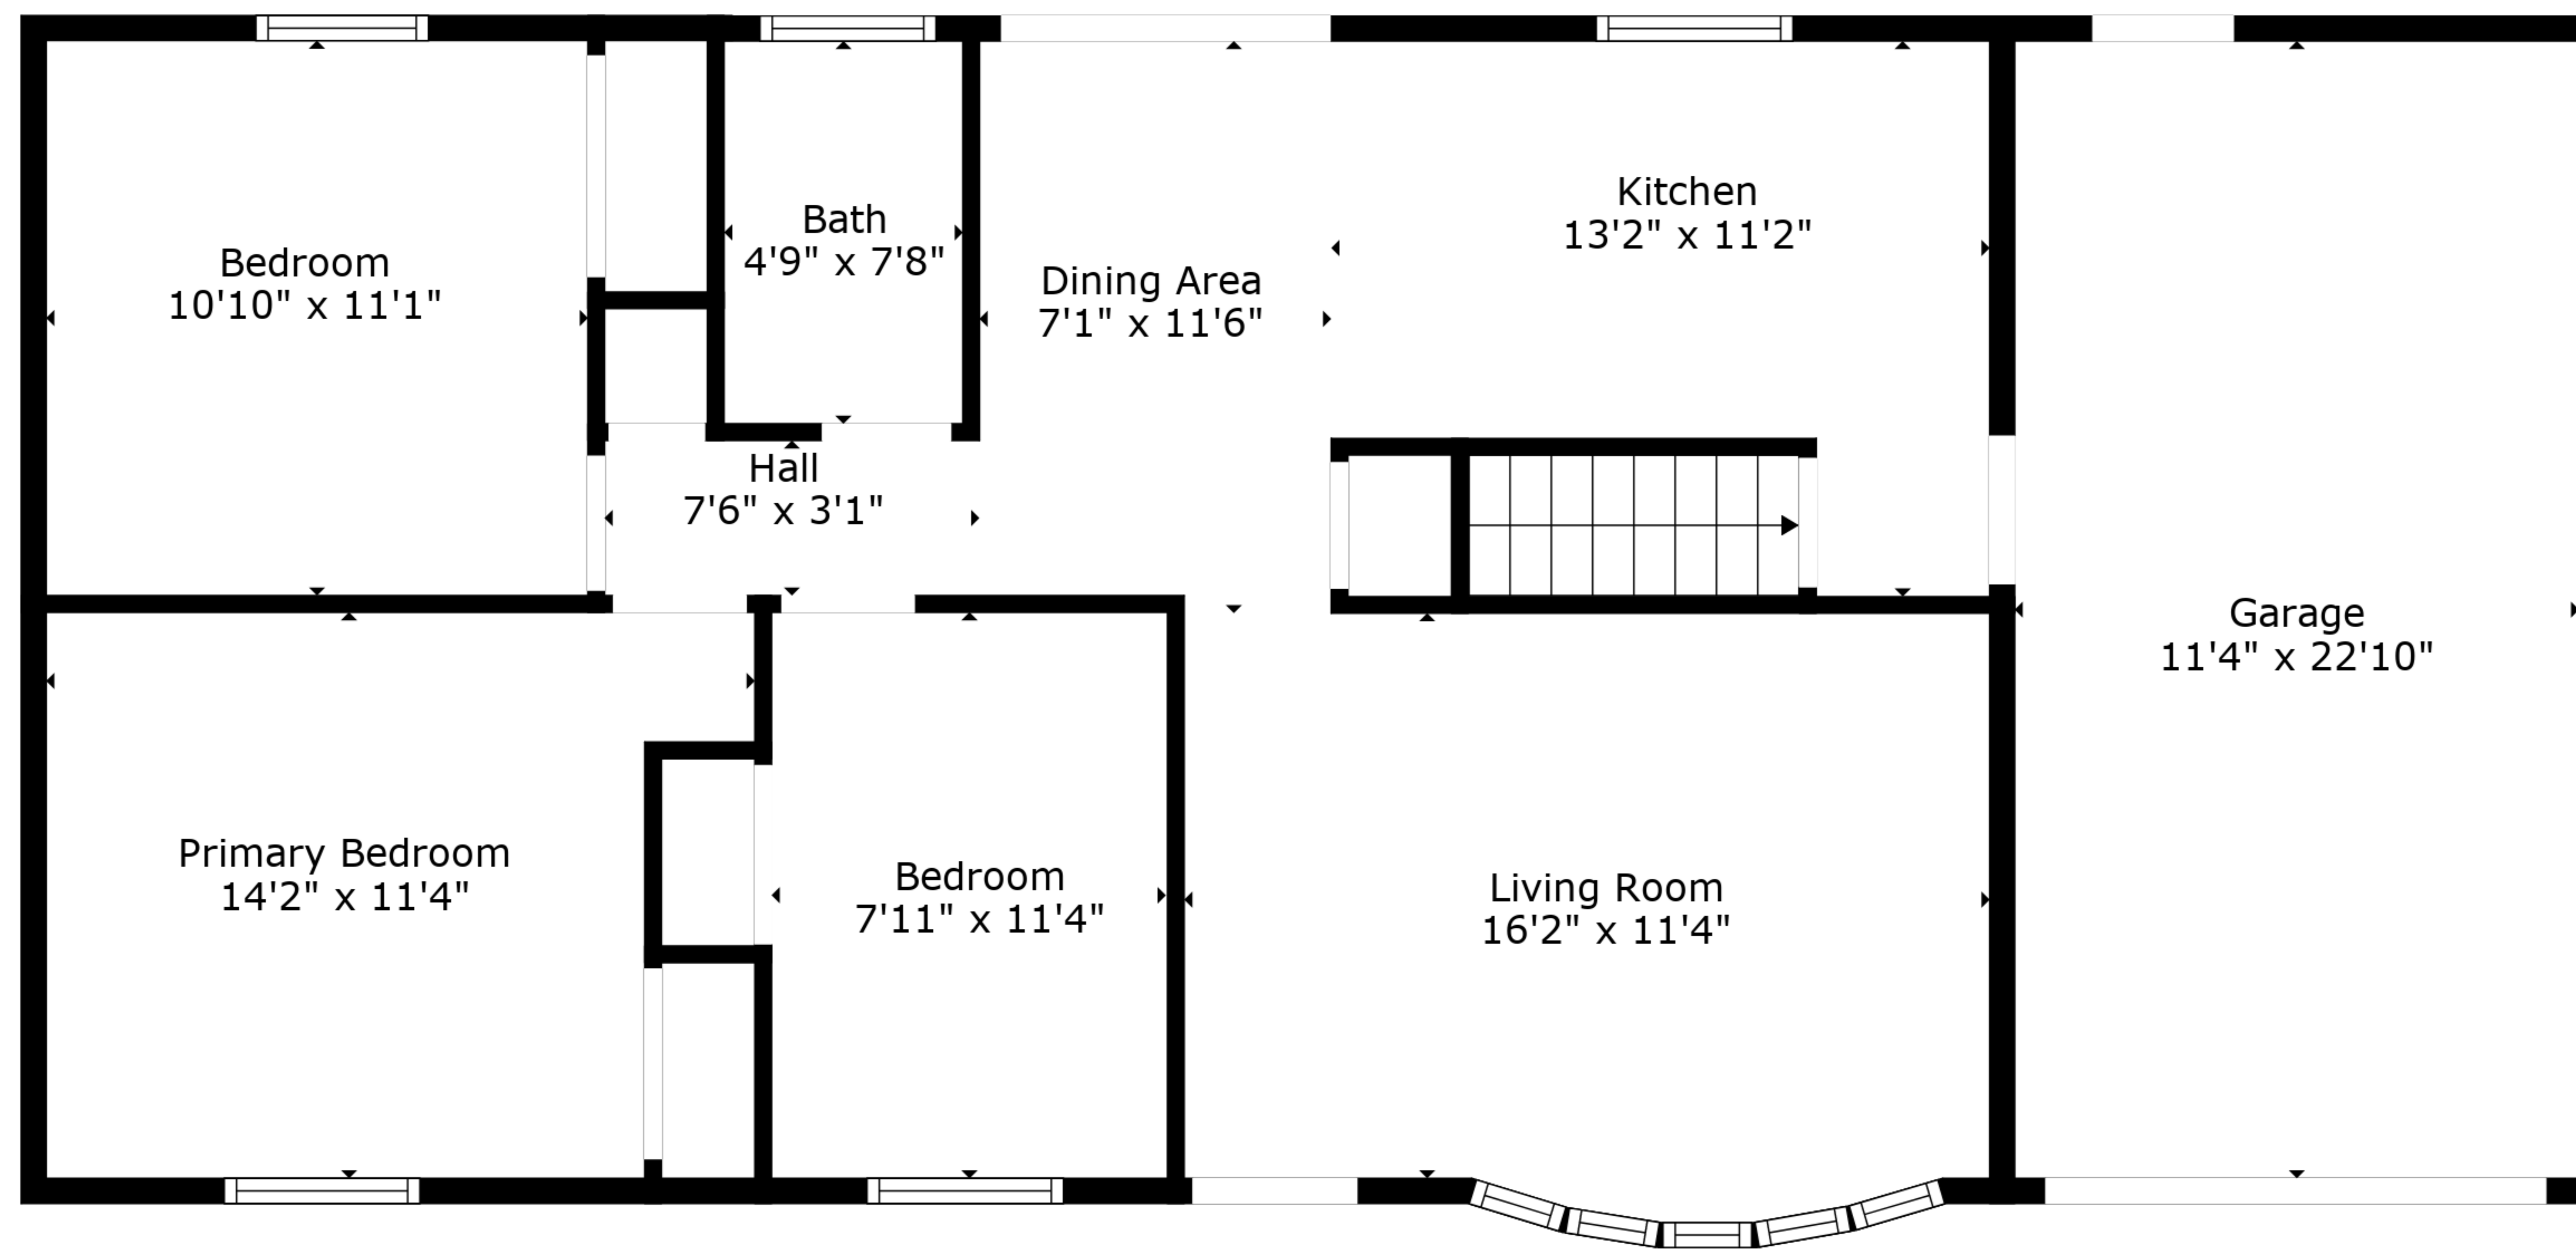 Bedroom
10'10" x 11'1"
Bath
4'9" x 7'8"
Dining Area
7'1" x 11'6"
Kitchen
13'2" x 11'2"
Hall
7'6" x 3'1"
Garage
11'4" x 22'10"
Primary Bedroom
14'2" x 11'4"
Bedroom
7'11" x 11'4"
Living Room
16'2" x 11'4"